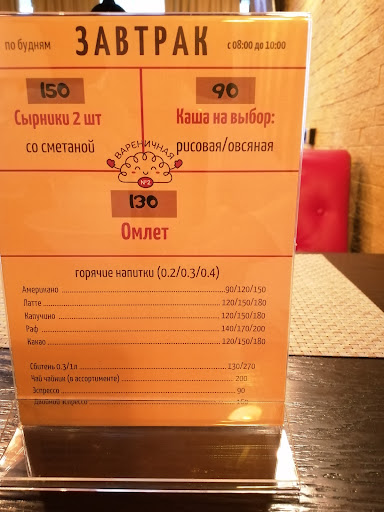 по будням ЗАВТРАК с 08:00 до 10:00
150 90
Сырники 2 шт Каша на выбор:
со сметаной рисовая/овсяная
ВАРЕНИЧНАЯ
№2
130
Омлет
горячие напитки (0.2/0.3/0.4)
Американо 90/120/150
Латте 120/150/180
Капучино 120/150/180
Раф 140/170/200
Какао 120/150/180
Сбитень 0.3/1л 130/270
Чай чайник (в ассортименте) 200
Эспрессо 90
Двойной эспрессо